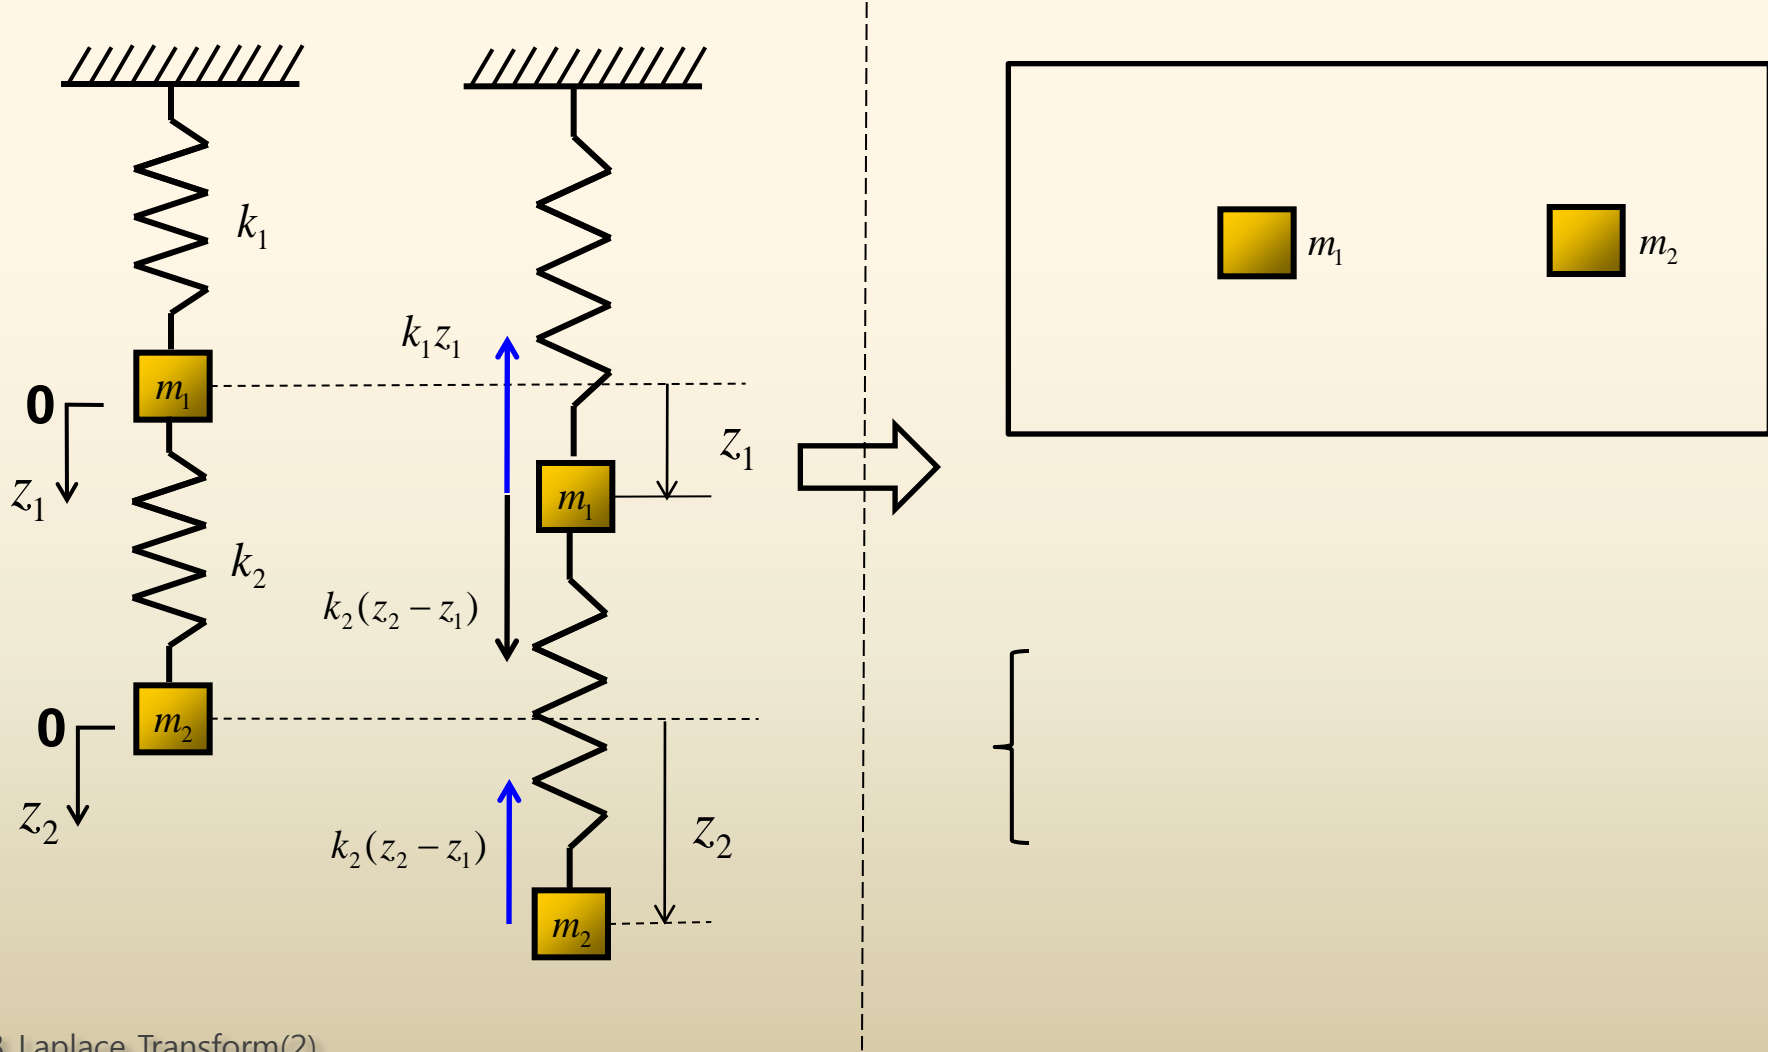 k₁
m₁
0
z₁
k₂
m₂
0
z₂
k₁z₁
z₁
m₁
k₂(z₂ − z₁)
k₂(z₂ − z₁)
z₂
m₂
m₁
m₂
Laplace Transform(2)